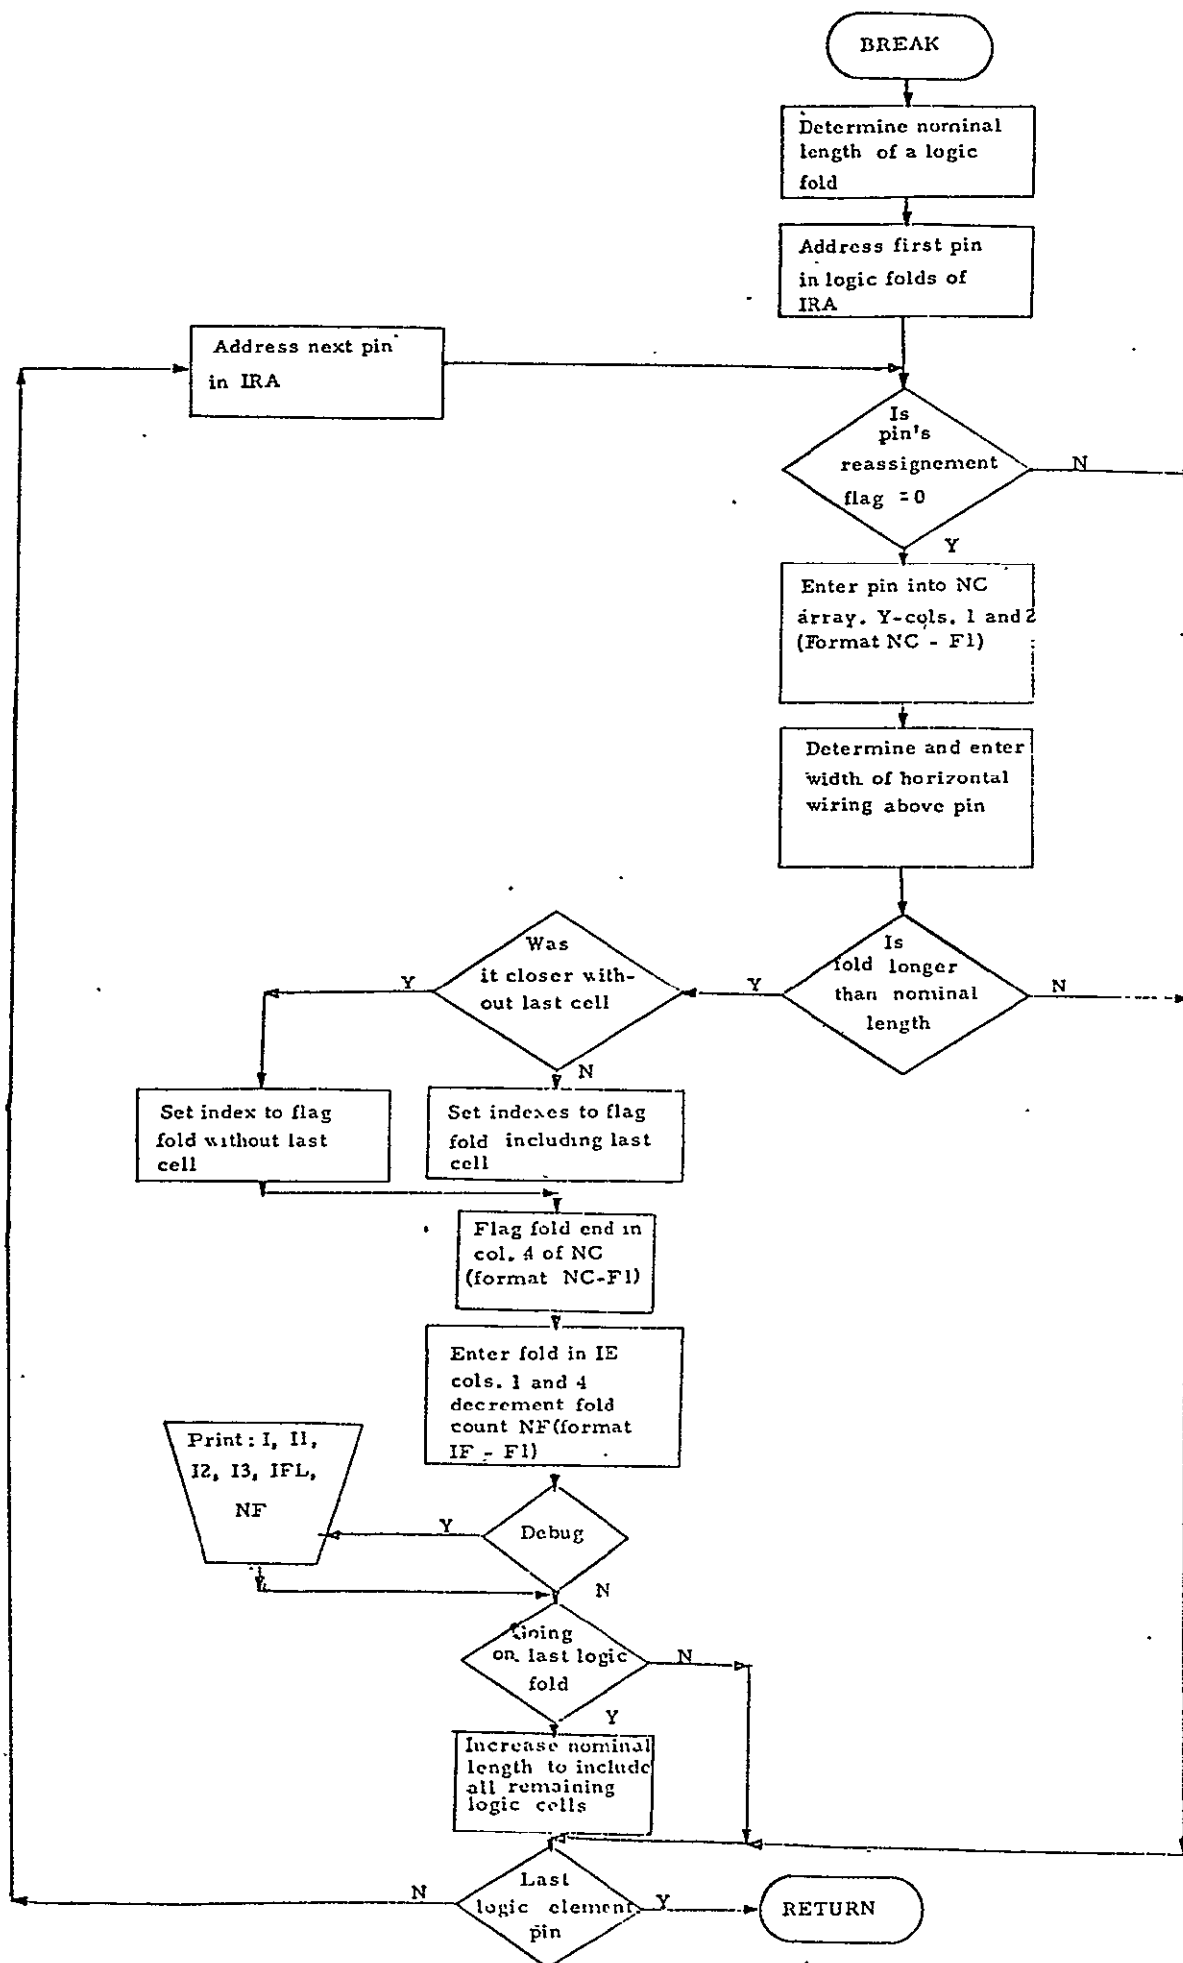 BREAK
Determine nominal
length of a logic
fold
Address first pin
in logic folds of
IRA
Address next pin
in IRA
Is
pin's
reassignement
flag = 0
N
Y
Enter pin into NC
array. Y-cols. 1 and 2
(Format NC - F1)
Determine and enter
width of horizontal
wiring above pin
Is
fold longer
than nominal
length
N
Y
Was
it closer with-
out last cell
Y
N
Set index to flag
fold without last
cell
Set indexes to flag
fold including last
cell
Flag fold end in
col. 4 of NC
(format NC-F1)
Enter fold in IE
cols. 1 and 4
decrement fold
count NF(format
IF - F1)
Print: I, I1,
I2, I3, IFL,
NF
Debug
Y
N
Going
on last logic
fold
N
Y
Increase nominal
length to include
all remaining
logic cells
Last
logic element
pin
N
Y
RETURN